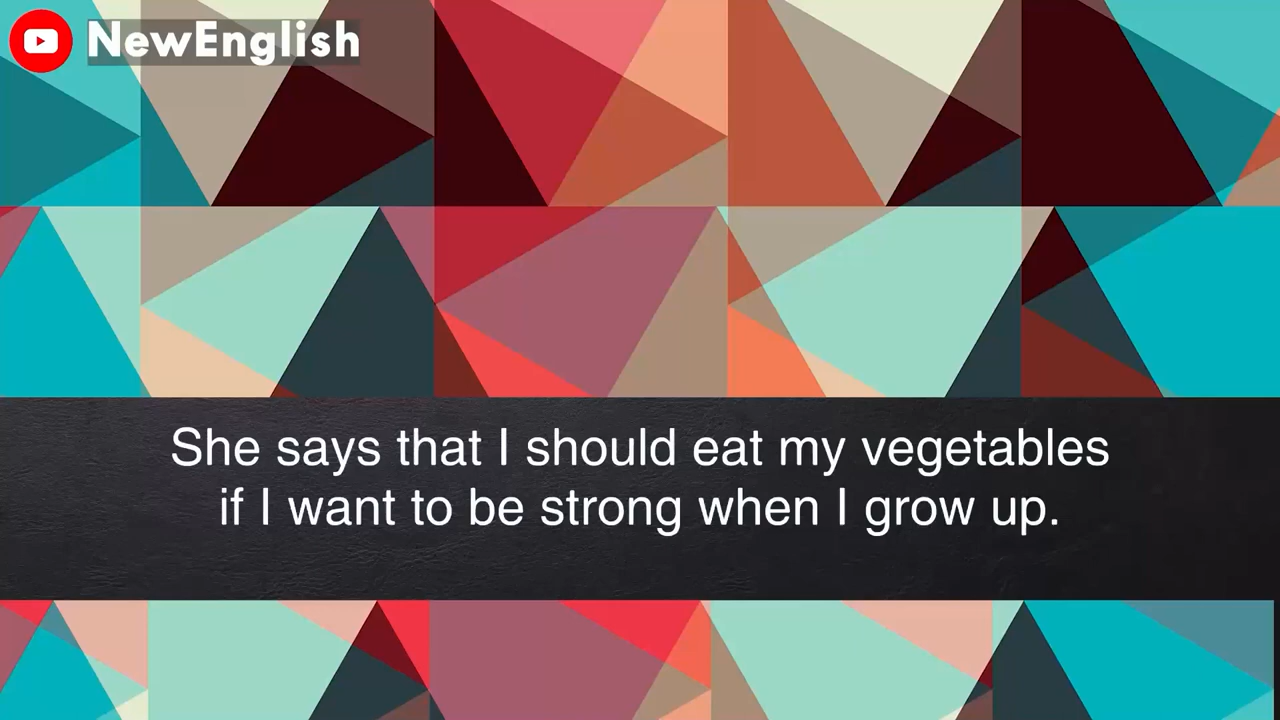 NewEnglish
She says that I should eat my vegetables
if I want to be strong when I grow up.